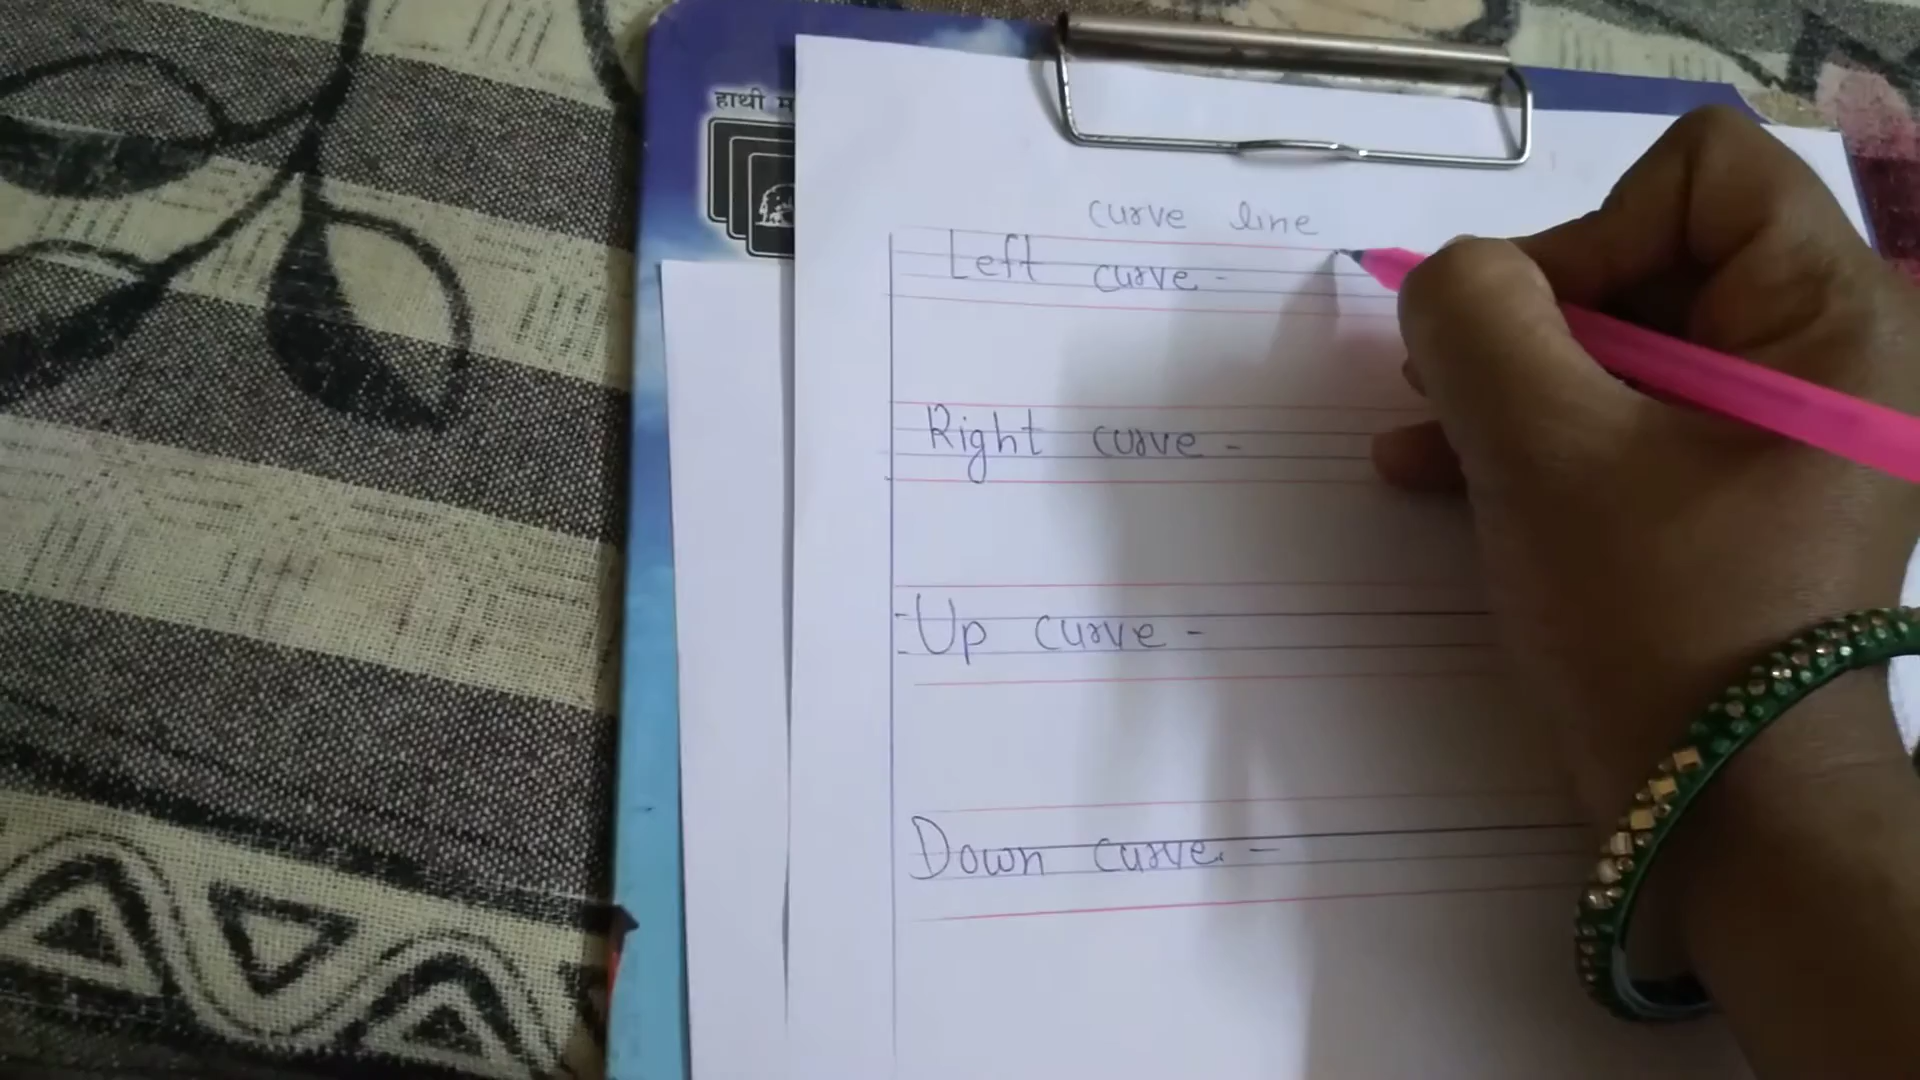 हाथी म
curve line
Left curve -
Right curve -
Up curve -
Down curve. -